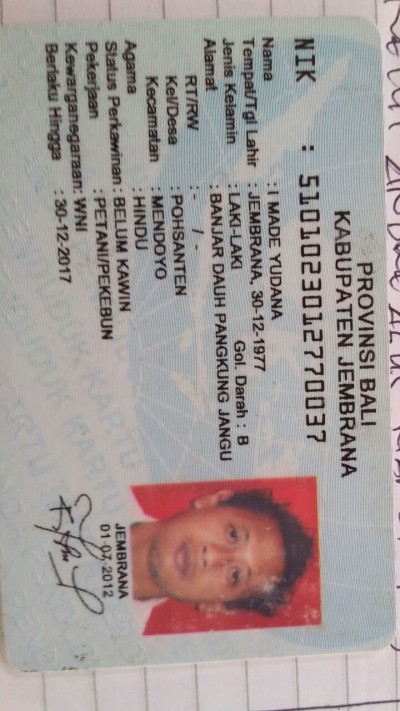 PROVINSI BALI
KABUPATEN JEMBRANA
NIK : 5101023012770037
Nama : I MADE YUDANA
Tempat/Tgl Lahir : JEMBRANA, 30-12-1977
Jenis Kelamin : LAKI-LAKI Gol. Darah : B
Alamat : BANJAR DAUH PANGKUNG JANGU
RT/RW : - / -
Kel/Desa : POHSANTEN
Kecamatan : MENDOYO
Agama : HINDU
Status Perkawinan : BELUM KAWIN
Pekerjaan : PETANI/PEKEBUN
Kewarganegaraan: WNI
Berlaku Hingga : 30-12-2017
JEMBRANA
01 07 2012